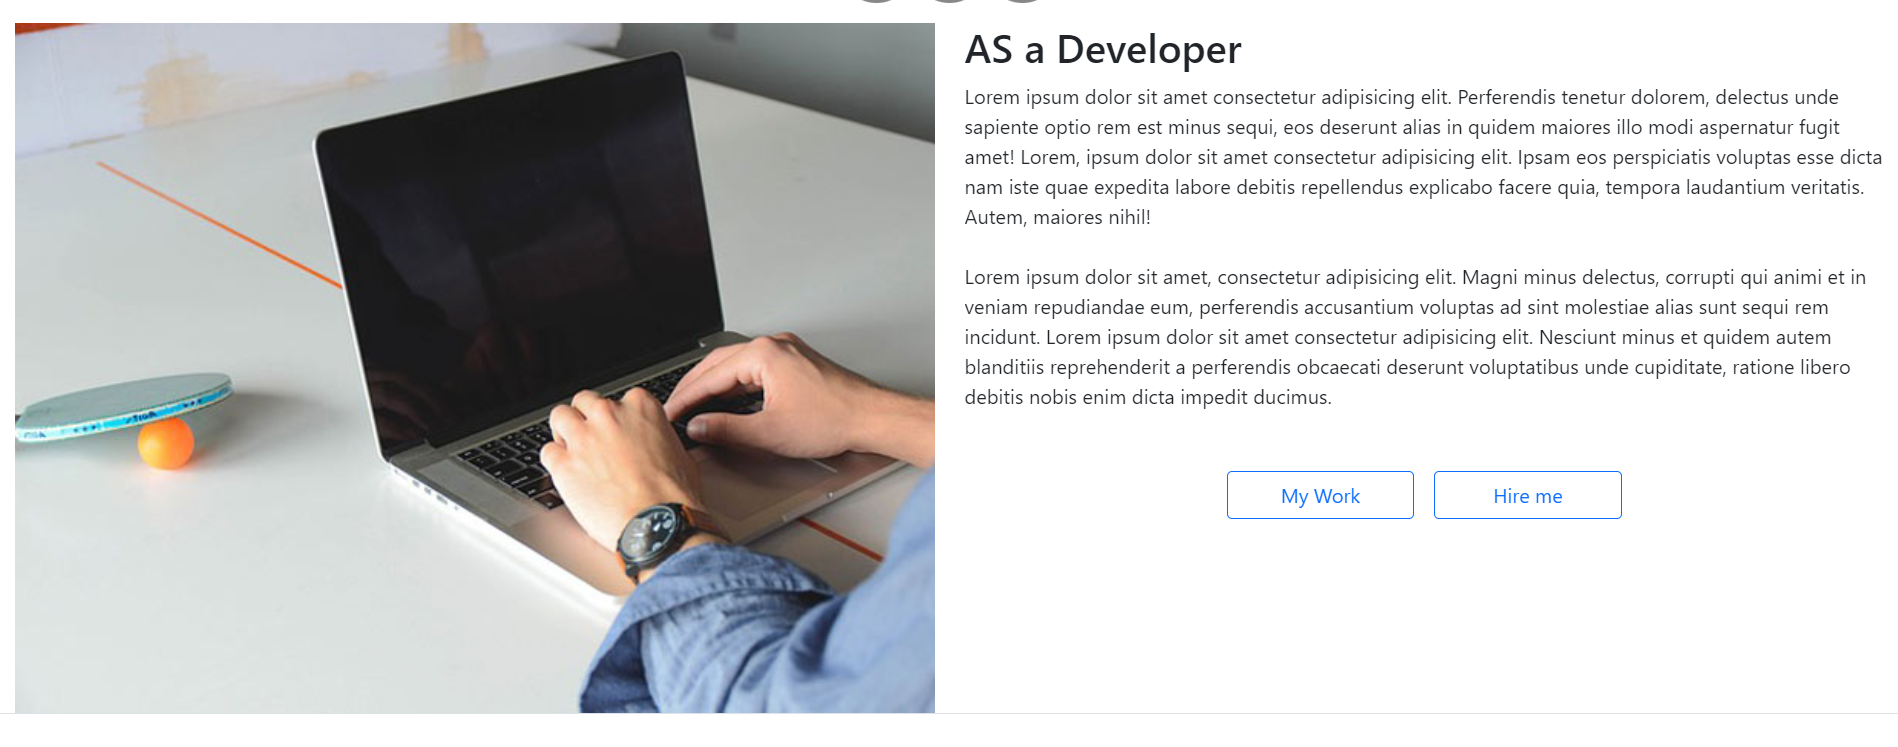 AS a Developer
Lorem ipsum dolor sit amet consectetur adipisicing elit. Perferendis tenetur dolorem, delectus unde
sapiente optio rem est minus sequi, eos deserunt alias in quidem maiores illo modi aspernatur fugit
amet! Lorem, ipsum dolor sit amet consectetur adipisicing elit. Ipsam eos perspiciatis voluptas esse dicta
nam iste quae expedita labore debitis repellendus explicabo facere quia, tempora laudantium veritatis.
Autem, maiores nihil!
Lorem ipsum dolor sit amet, consectetur adipisicing elit. Magni minus delectus, corrupti qui animi et in
veniam repudiandae eum, perferendis accusantium voluptas ad sint molestiae alias sunt sequi rem
incidunt. Lorem ipsum dolor sit amet consectetur adipisicing elit. Nesciunt minus et quidem autem
blanditiis reprehenderit a perferendis obcaecati deserunt voluptatibus unde cupiditate, ratione libero
debitis nobis enim dicta impedit ducimus.
My Work
Hire me